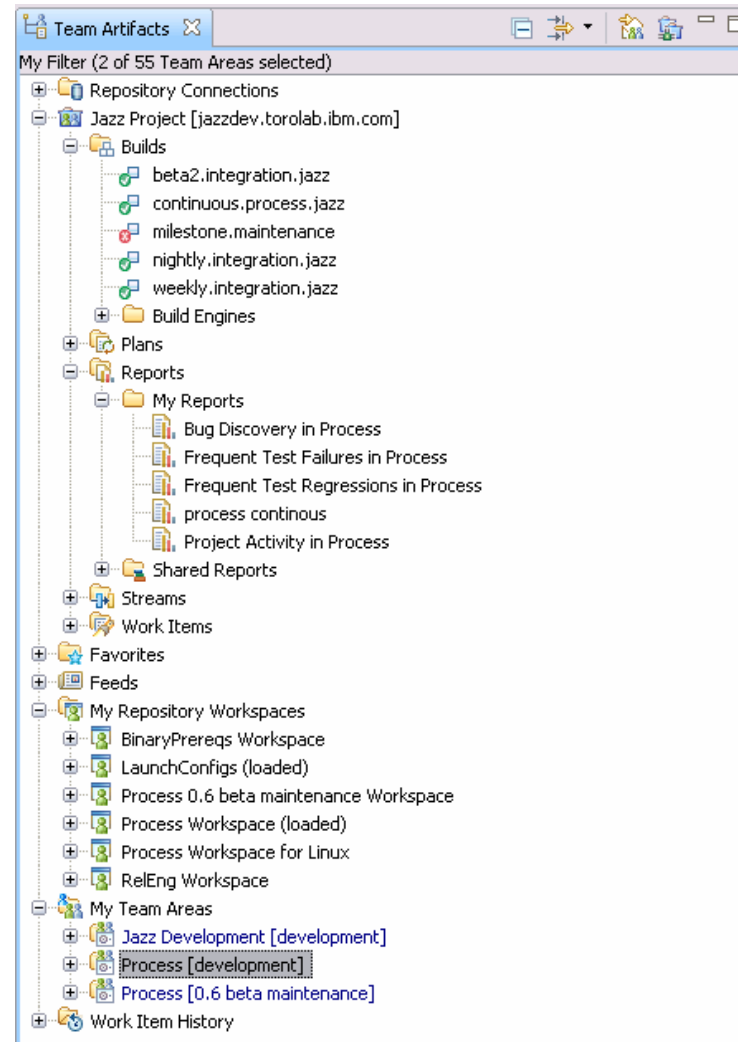 Team Artifacts
My Filter (2 of 55 Team Areas selected)
Repository Connections
Jazz Project [jazzdev.torolab.ibm.com]
Builds
beta2.integration.jazz
continuous.process.jazz
milestone.maintenance
nightly.integration.jazz
weekly.integration.jazz
Build Engines
Plans
Reports
My Reports
Bug Discovery in Process
Frequent Test Failures in Process
Frequent Test Regressions in Process
process continous
Project Activity in Process
Shared Reports
Streams
Work Items
Favorites
Feeds
My Repository Workspaces
BinaryPrereqs Workspace
LaunchConfigs (loaded)
Process 0.6 beta maintenance Workspace
Process Workspace (loaded)
Process Workspace for Linux
RelEng Workspace
My Team Areas
Jazz Development [development]
Process [development]
Process [0.6 beta maintenance]
Work Item History